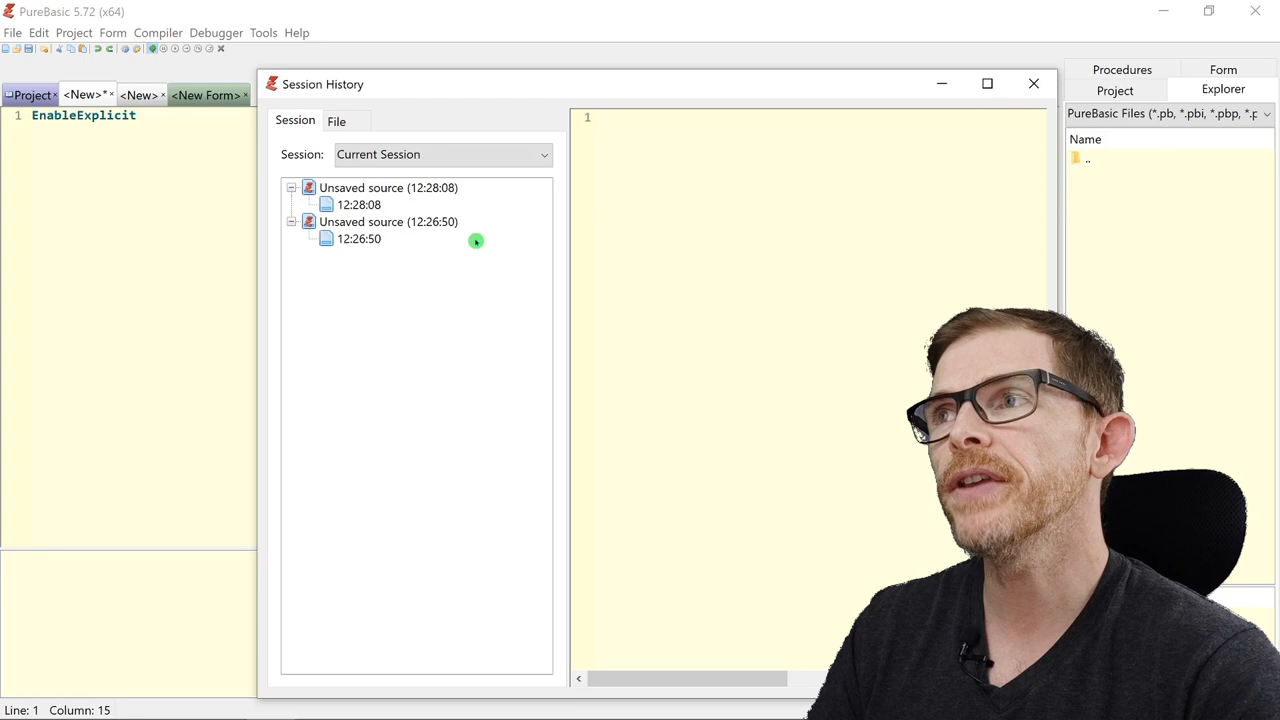 PureBasic 5.72 (x64)
File Edit Project Form Compiler Debugger Tools Help
Project× <New>*× <New>× <New Form>×
1 EnableExplicit
Session History
Session File
Session: Current Session
Unsaved source (12:28:08)
12:28:08
Unsaved source (12:26:50)
12:26:50
1
Procedures Form
Project Explorer
PureBasic Files (*.pb, *.pbi, *.pbp, *.p
Name
..
Line: 1 Column: 15